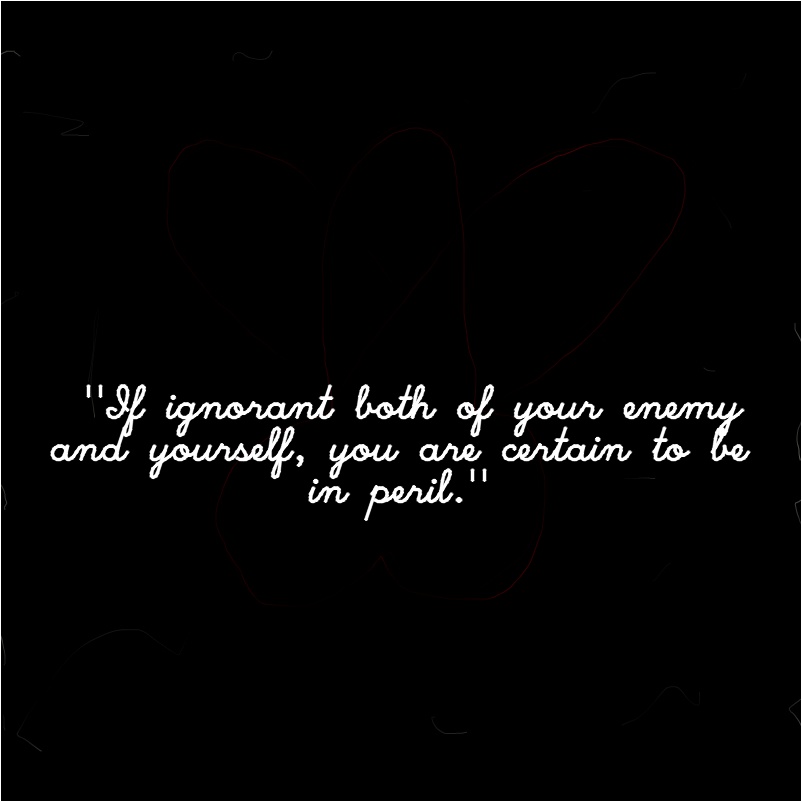 "If ignorant both of your enemy
and yourself, you are certain to be
in peril."